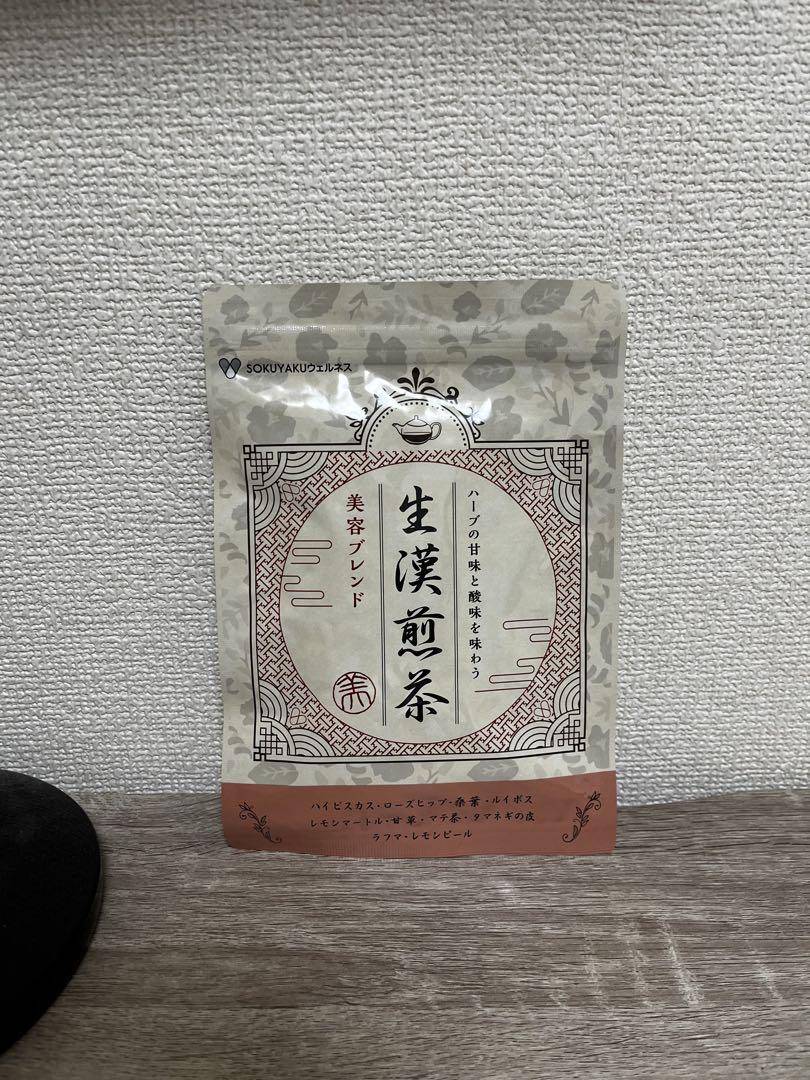 SOKUYAKUウェルネス
ハーブの甘味と酸味を味わう
生漢煎茶
美容ブレンド
美
ハイビスカス・ローズヒップ・桑葉・ルイボス
レモンマートル・甘草・マテ茶・タマネギの皮
ラフマ・レモンピール